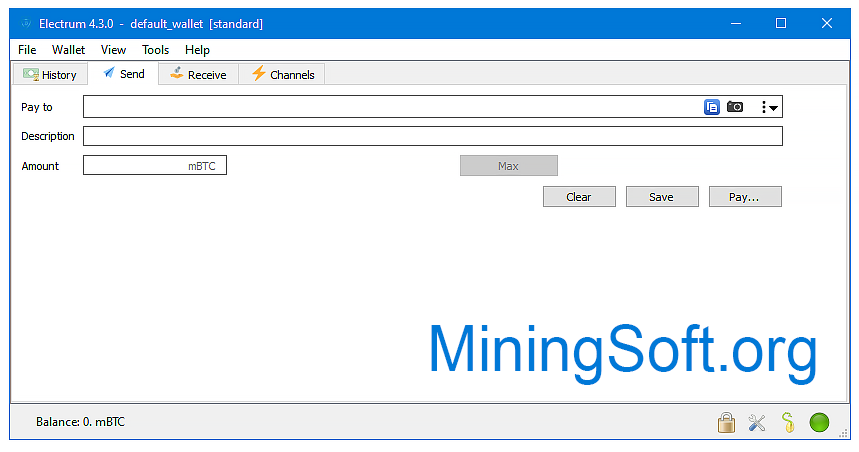 Electrum 4.3.0 - default_wallet [standard]
File Wallet View Tools Help
History Send Receive Channels
Pay to
Description
Amount mBTC Max
Clear Save Pay...
MiningSoft.org
Balance: 0. mBTC